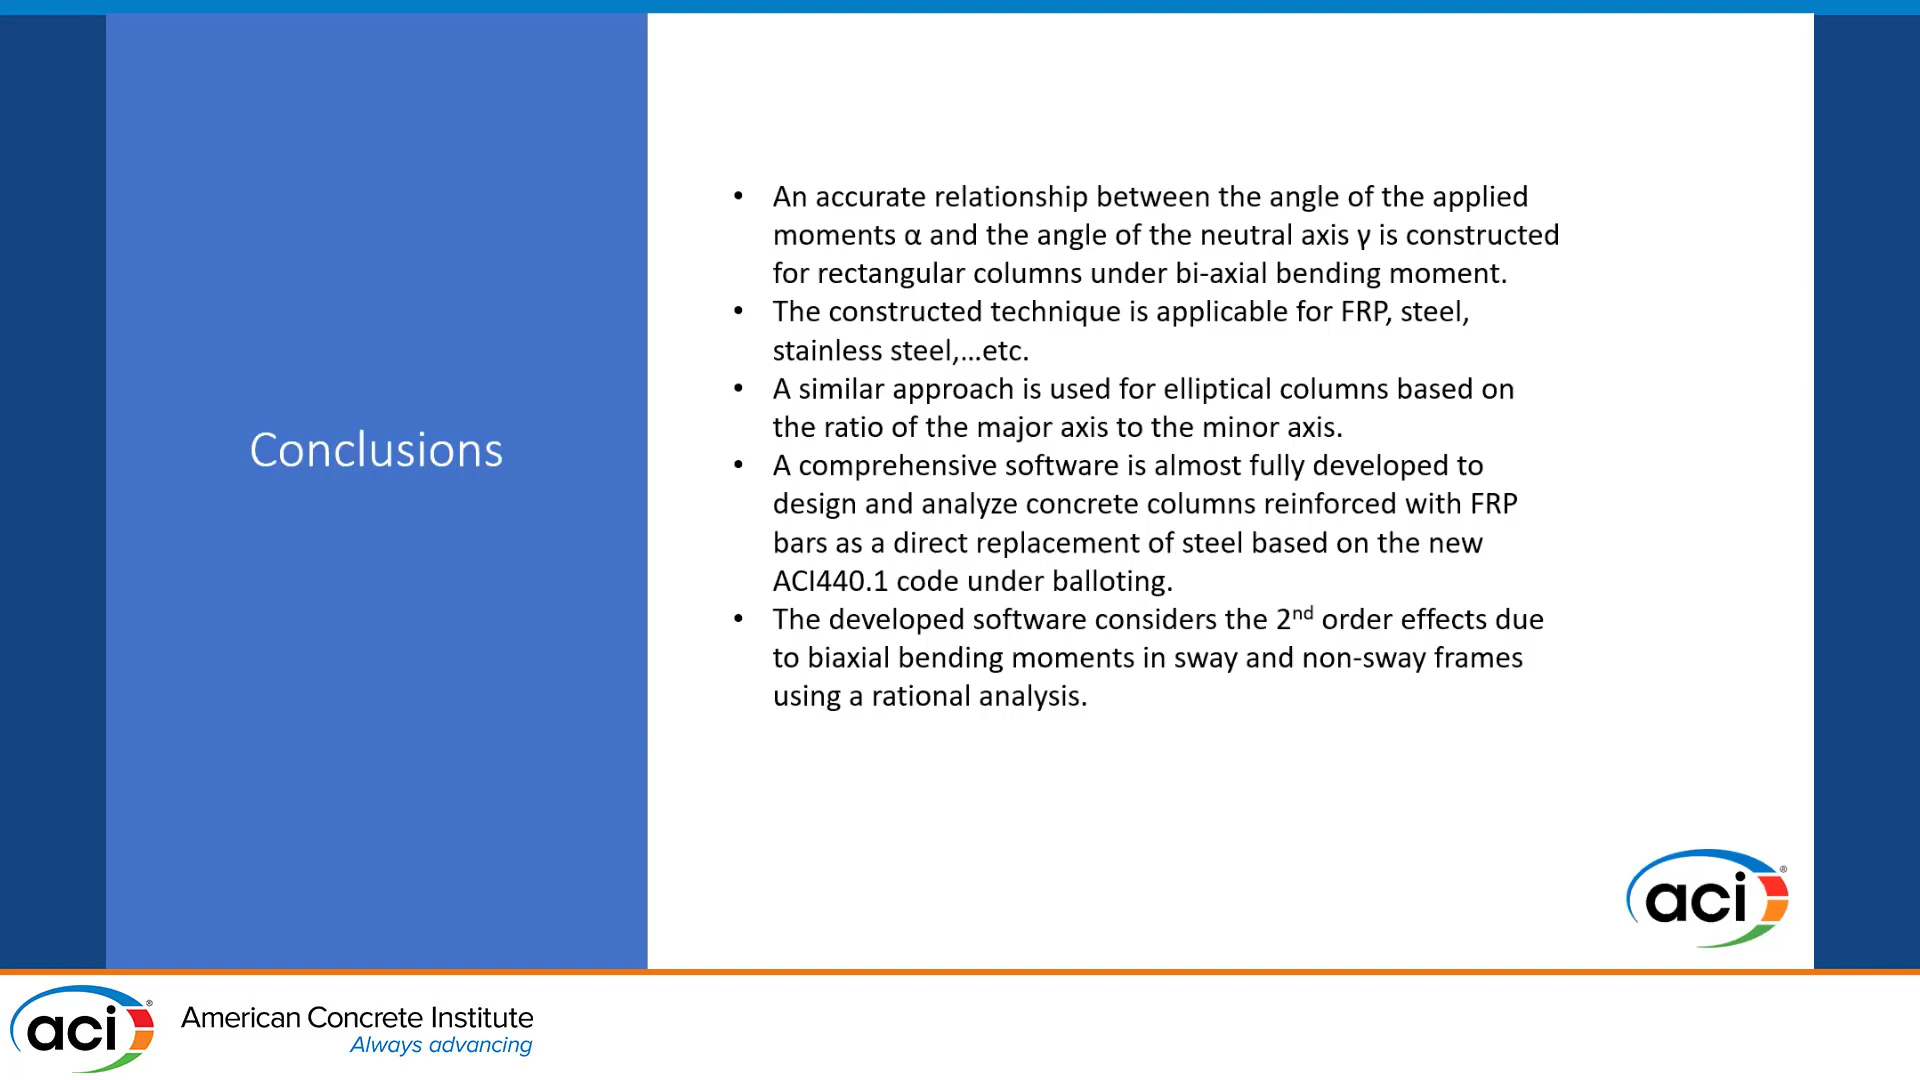 Conclusions
• An accurate relationship between the angle of the applied
moments α and the angle of the neutral axis γ is constructed
for rectangular columns under bi-axial bending moment.
• The constructed technique is applicable for FRP, steel,
stainless steel,...etc.
• A similar approach is used for elliptical columns based on
the ratio of the major axis to the minor axis.
• A comprehensive software is almost fully developed to
design and analyze concrete columns reinforced with FRP
bars as a direct replacement of steel based on the new
ACI440.1 code under balloting.
• The developed software considers the 2nd order effects due
to biaxial bending moments in sway and non-sway frames
using a rational analysis.
aci®
aci®
American Concrete Institute
Always advancing